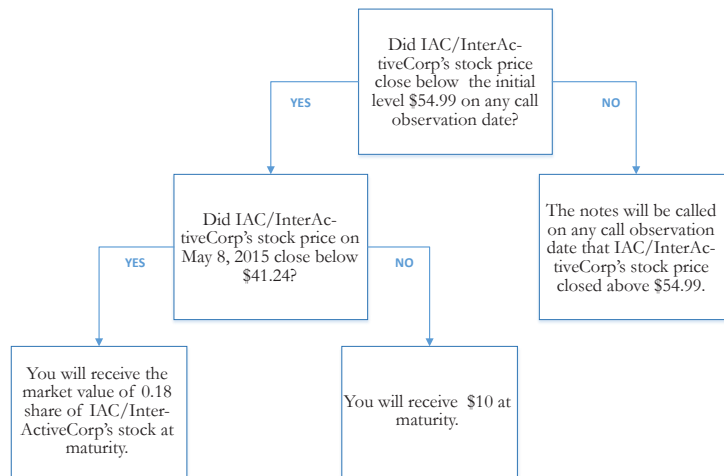 Did IAC/InterAc-
tiveCorp's stock price
close below the initial
level $54.99 on any call
observation date?
YES
NO
Did IAC/InterAc-
tiveCorp's stock price on
May 8, 2015 close below
$41.24?
The notes will be called
on any call observation
date that IAC/InterAc-
tiveCorp's stock price
closed above $54.99.
YES
NO
You will receive the
market value of 0.18
share of IAC/Inter-
ActiveCorp's stock at
maturity.
You will receive $10 at
maturity.